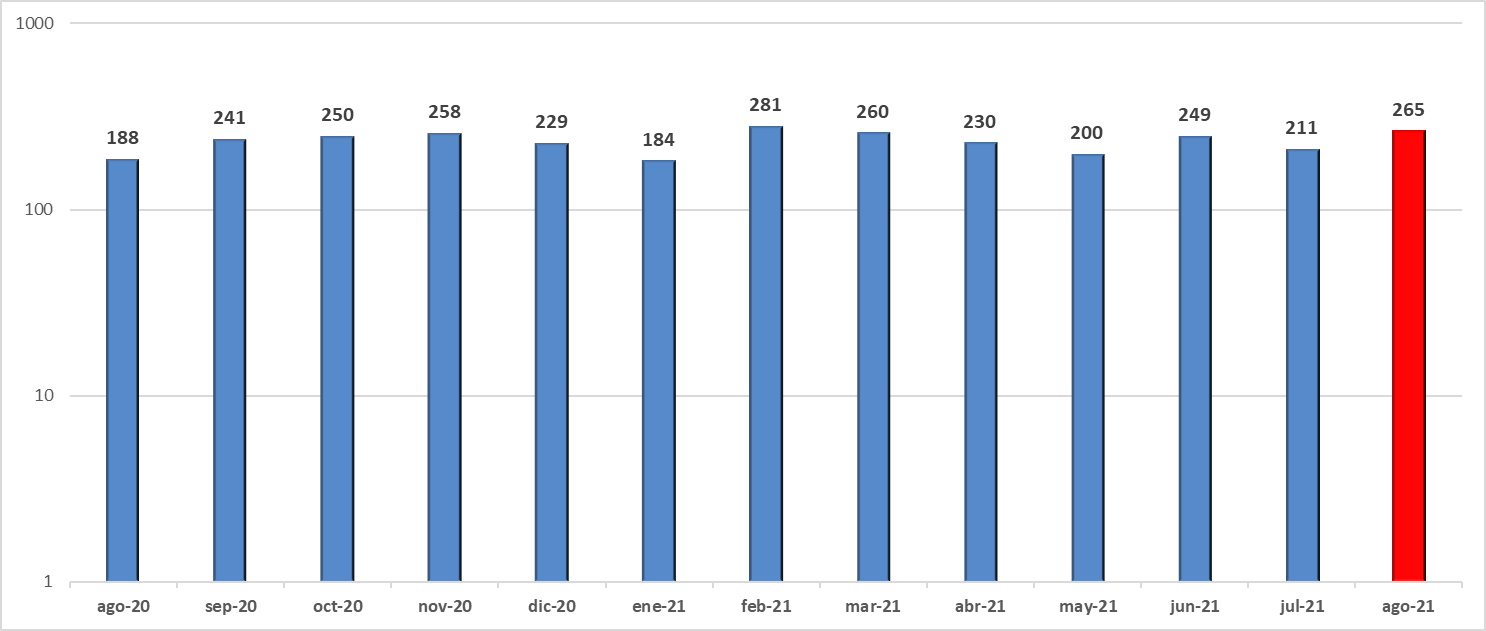 1000
188 241 250 258 229 184 281 260 230 200 249 211 265
100
10
1
ago-20 sep-20 oct-20 nov-20 dic-20 ene-21 feb-21 mar-21 abr-21 may-21 jun-21 jul-21 ago-21